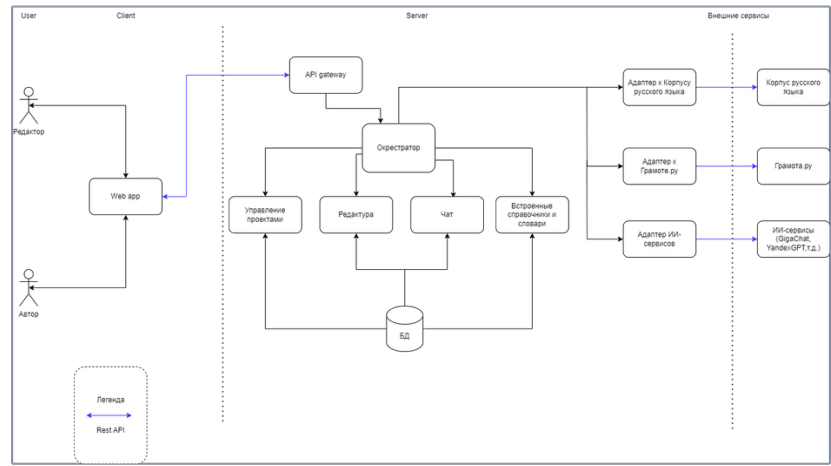 User
Client
Server
Внешние сервисы
API gateway
Адаптер к Корпусу
русского языка
Корпус русского
языка
Редактор
Окрестратор
Адаптер к
Грамоте.ру
Грамота.ру
Web app
Управление
проектами
Редактура
Чат
Встроенные
справочники и
словари
Адаптер ИИ-
сервисов
ИИ-сервисы
(GigaChat,
YandexGPT,т.д.)
Автор
БД
Легенда
Rest API